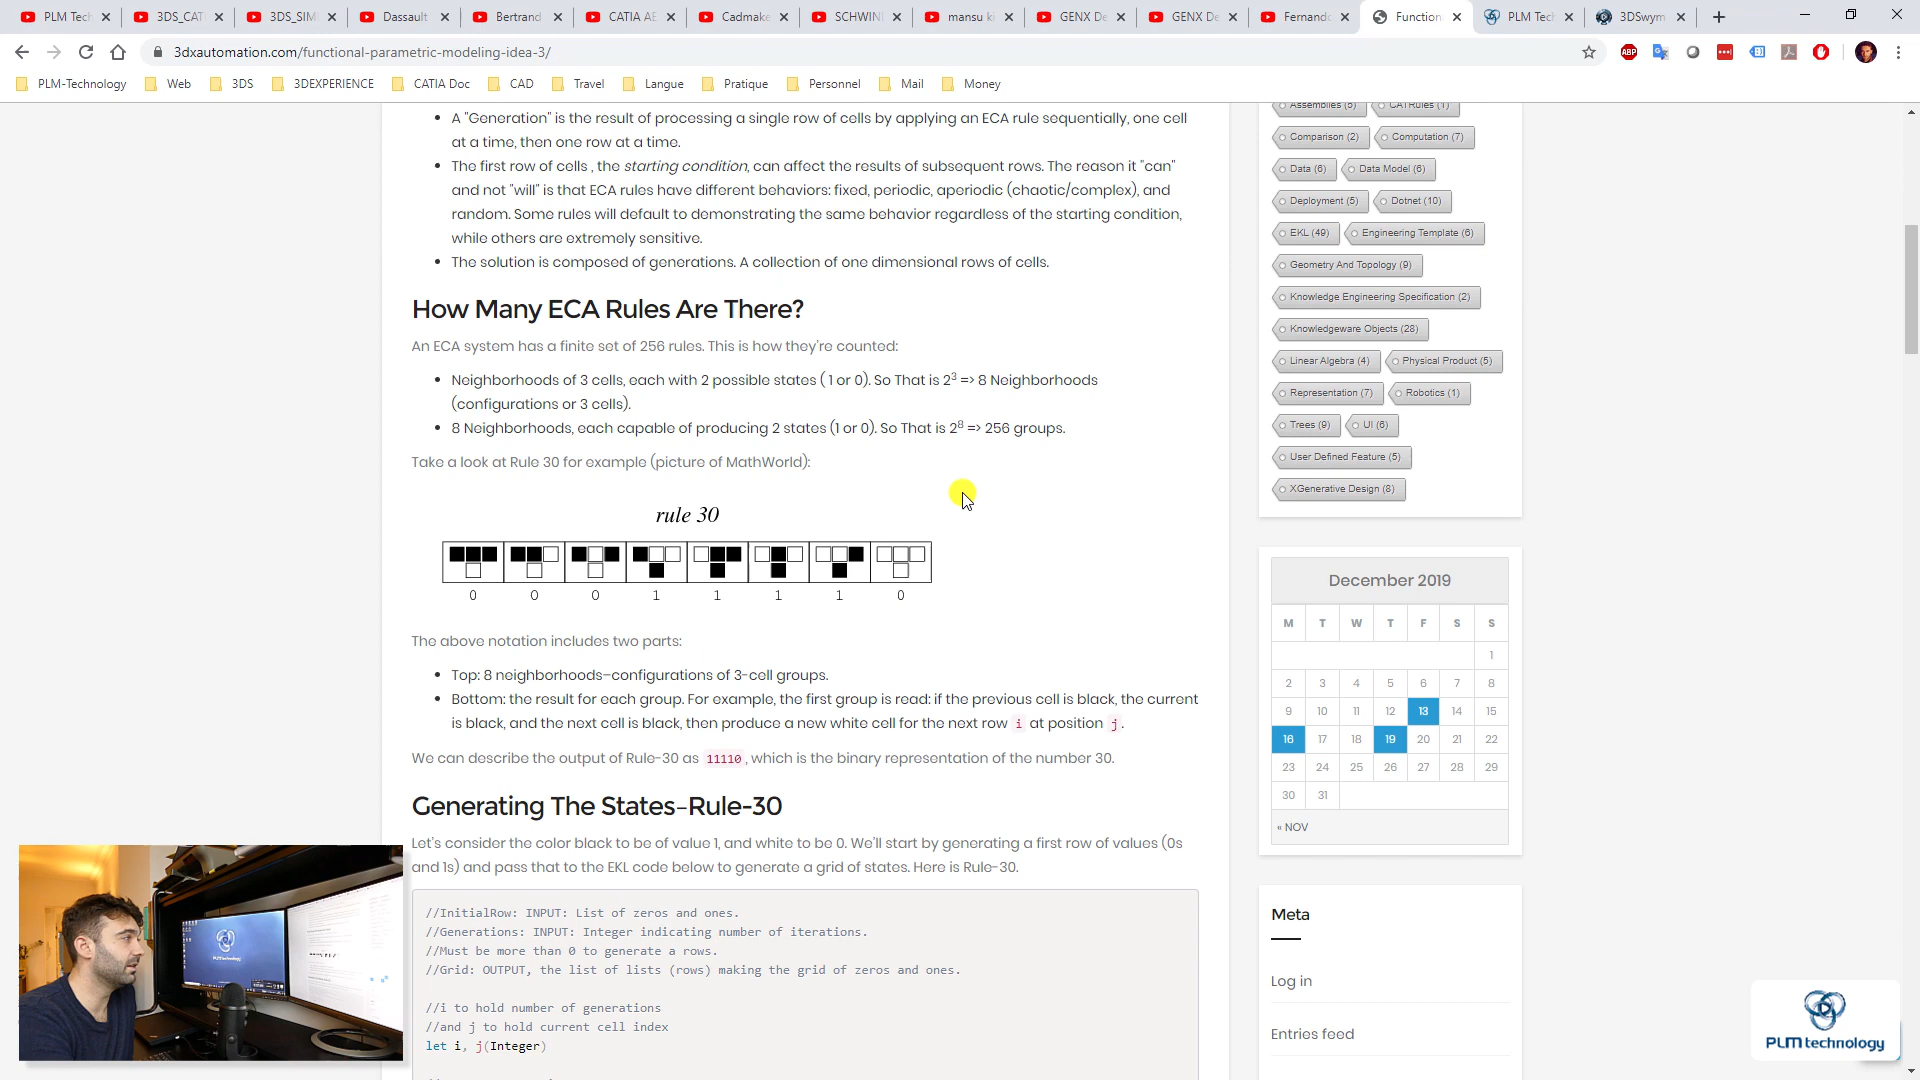 PLM Tech
3DS_CAT
3DS_SIM
Dassault
Bertrand
CATIA AE
Cadmake
SCHWIN
mansu ki
GENX De
GENX De
Fernando
Function
PLM Tech
3DSwym
3dxautomation.com/functional-parametric-modeling-idea-3/
ABP
PLM-Technology
Web
3DS
3DEXPERIENCE
CATIA Doc
CAD
Travel
Langue
Pratique
Personnel
Mail
Money
A "Generation" is the result of processing a single row of cells by applying an ECA rule sequentially, one cell
at a time, then one row at a time.
The first row of cells , the starting condition, can affect the results of subsequent rows. The reason it "can"
and not "will" is that ECA rules have different behaviors: fixed, periodic, aperiodic (chaotic/complex), and
random. Some rules will default to demonstrating the same behavior regardless of the starting condition,
while others are extremely sensitive.
The solution is composed of generations. A collection of one dimensional rows of cells.
How Many ECA Rules Are There?
An ECA system has a finite set of 256 rules. This is how they're counted:
Neighborhoods of 3 cells, each with 2 possible states ( 1 or 0). So That is 2³ => 8 Neighborhoods
(configurations or 3 cells).
8 Neighborhoods, each capable of producing 2 states (1 or 0). So That is 2⁸ => 256 groups.
Take a look at Rule 30 for example (picture of MathWorld):
rule 30
0 0 0 1 1 1 1 0
The above notation includes two parts:
Top: 8 neighborhoods–configurations of 3-cell groups.
Bottom: the result for each group. For example, the first group is read: if the previous cell is black, the current
is black, and the next cell is black, then produce a new white cell for the next row i at position j.
We can describe the output of Rule-30 as 11110, which is the binary representation of the number 30.
Generating The States–Rule-30
Let's consider the color black to be of value 1, and white to be 0. We'll start by generating a first row of values (0s
and 1s) and pass that to the EKL code below to generate a grid of states. Here is Rule-30.
//InitialRow: INPUT: List of zeros and ones.
//Generations: INPUT: Integer indicating number of iterations.
//Must be more than 0 to generate a rows.
//Grid: OUTPUT, the list of lists (rows) making the grid of zeros and ones.
//i to hold number of generations
//and j to hold current cell index
let i, j(Integer)
Assemblies (5)
CATRules (1)
Comparison (2)
Computation (7)
Data (6)
Data Model (6)
Deployment (5)
Dotnet (10)
EKL (49)
Engineering Template (6)
Geometry And Topology (9)
Knowledge Engineering Specification (2)
Knowledgeware Objects (28)
Linear Algebra (4)
Physical Product (5)
Representation (7)
Robotics (1)
Trees (9)
UI (6)
User Defined Feature (5)
XGenerative Design (8)
December 2019
M T W T F S S
1
2 3 4 5 6 7 8
9 10 11 12 13 14 15
16 17 18 19 20 21 22
23 24 25 26 27 28 29
30 31
« NOV
Meta
Log in
Entries feed
PLM technology
PLM technology